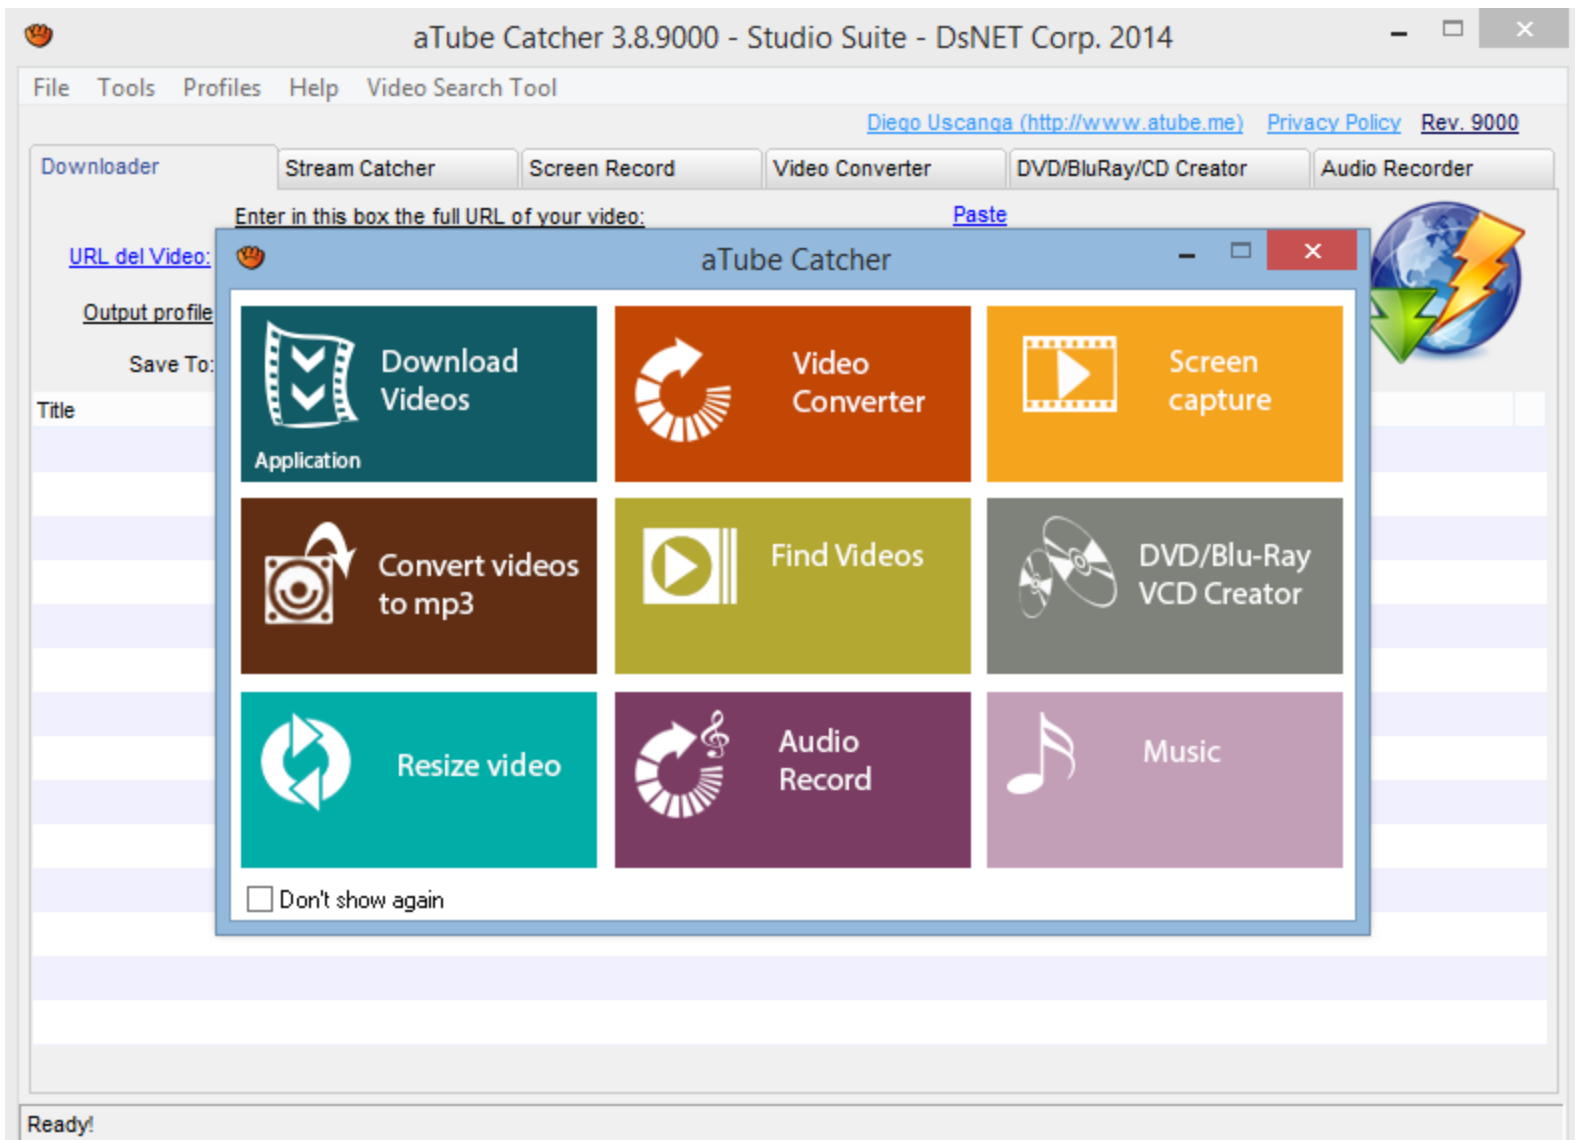 aTube Catcher 3.8.9000 - Studio Suite - DsNET Corp. 2014
File Tools Profiles Help Video Search Tool
Diego Uscanga (http://www.atube.me) Privacy Policy Rev. 9000
Downloader Stream Catcher Screen Record Video Converter DVD/BluRay/CD Creator Audio Recorder
Enter in this box the full URL of your video: Paste
URL del Video:
Output profile
Save To:
Title
aTube Catcher
Download
Videos
Application
Video
Converter
Screen
capture
Convert videos
to mp3
Find Videos
DVD/Blu-Ray
VCD Creator
Resize video
Audio
Record
Music
Don't show again
Ready!